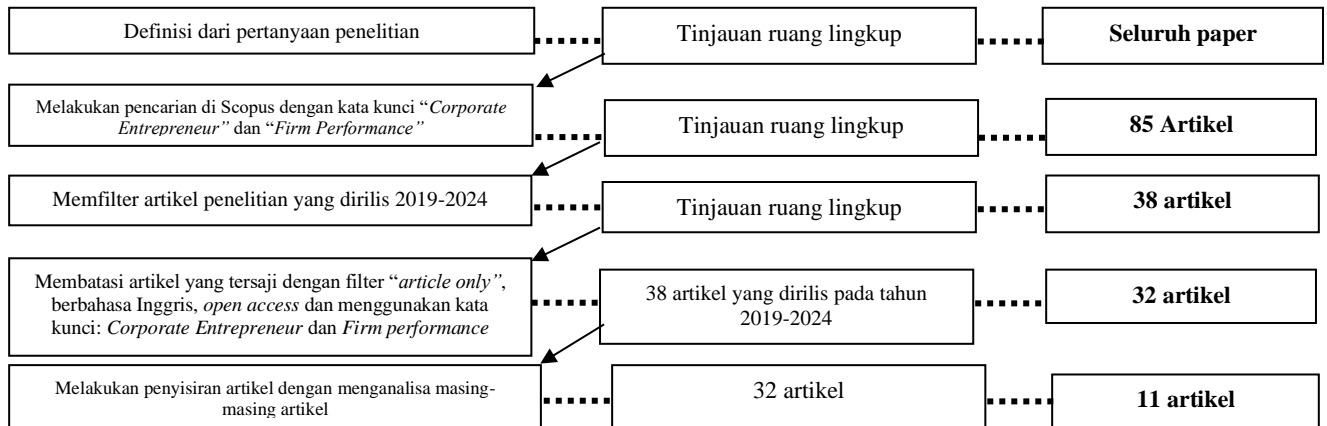 Definisi dari pertanyaan penelitian
Tinjauan ruang lingkup
Seluruh paper
Melakukan pencarian di Scopus dengan kata kunci “Corporate
Entrepreneur” dan “Firm Performance”
Tinjauan ruang lingkup
85 Artikel
Memfilter artikel penelitian yang dirilis 2019-2024
Tinjauan ruang lingkup
38 artikel
Membatasi artikel yang tersaji dengan filter “article only”,
berbahasa Inggris, open access dan menggunakan kata
kunci: Corporate Entrepreneur dan Firm performance
38 artikel yang dirilis pada tahun
2019-2024
32 artikel
Melakukan penyisiran artikel dengan menganalisa masing-
masing artikel
32 artikel
11 artikel